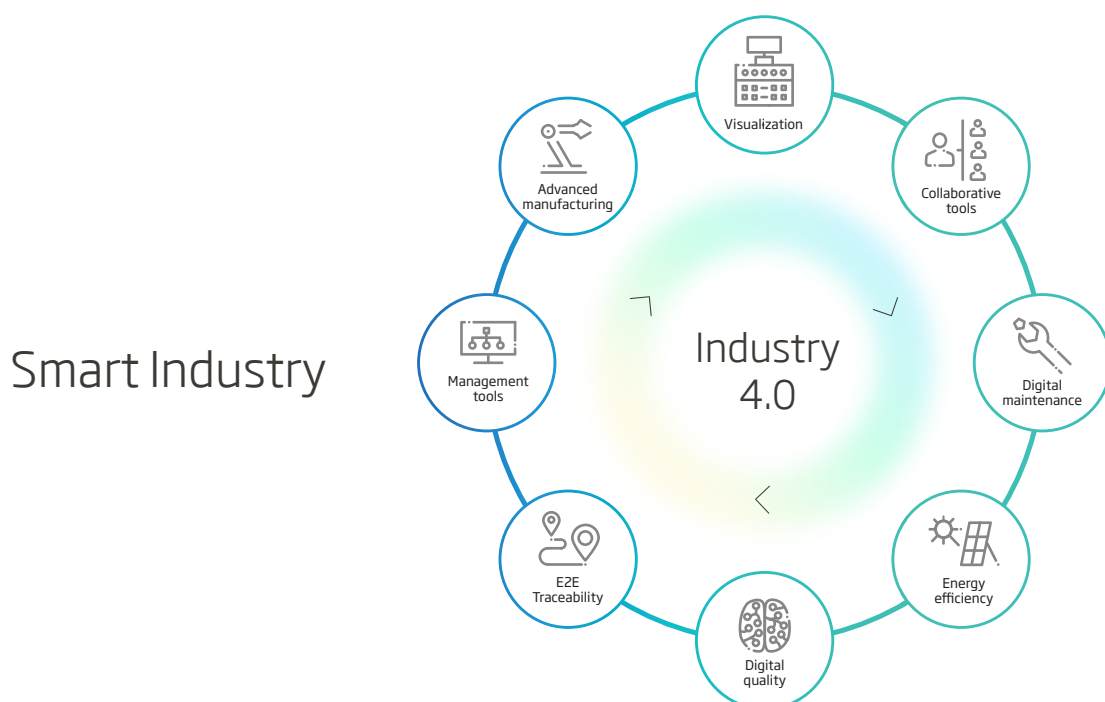 Smart Industry
Industry
4.0
Visualization
Collaborative
tools
Digital
maintenance
Energy
efficiency
Digital
quality
E2E
Traceability
Management
tools
Advanced
manufacturing